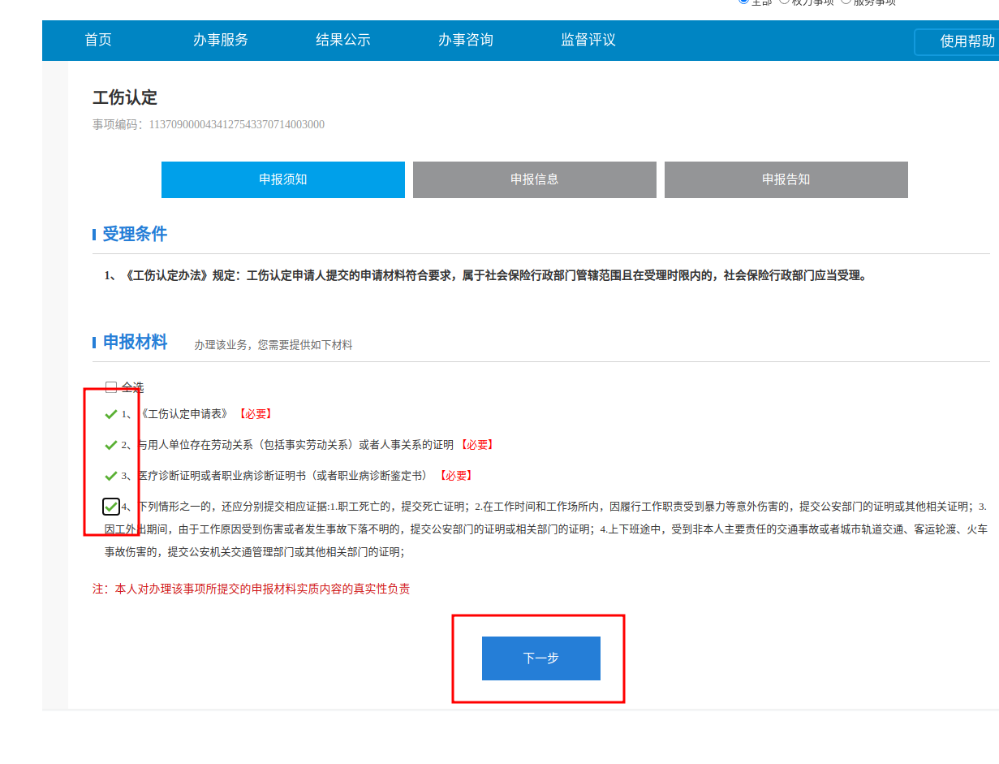 全部 权力事项 服务事项
首页 办事服务 结果公示 办事咨询 监督评议 使用帮助
工伤认定
事项编码：1137090000434127543370714003000
申报须知 申报信息 申报告知
受理条件
1、《工伤认定办法》规定：工伤认定申请人提交的申请材料符合要求，属于社会保险行政部门管辖范围且在受理时限内的，社会保险行政部门应当受理。
申报材料 办理该业务，您需要提供如下材料
全选
1、《工伤认定申请表》 【必要】
2、与用人单位存在劳动关系（包括事实劳动关系）或者人事关系的证明 【必要】
3、医疗诊断证明或者职业病诊断证明书（或者职业病诊断鉴定书） 【必要】
4、下列情形之一的，还应分别提交相应证据:1.职工死亡的，提交死亡证明；2.在工作时间和工作场所内，因履行工作职责受到暴力等意外伤害的，提交公安部门的证明或其他相关证明；3.
因工外出期间，由于工作原因受到伤害或者发生事故下落不明的，提交公安部门的证明或相关部门的证明；4.上下班途中，受到非本人主要责任的交通事故或者城市轨道交通、客运轮渡、火车
事故伤害的，提交公安机关交通管理部门或其他相关部门的证明；
注：本人对办理该事项所提交的申报材料实质内容的真实性负责
下一步